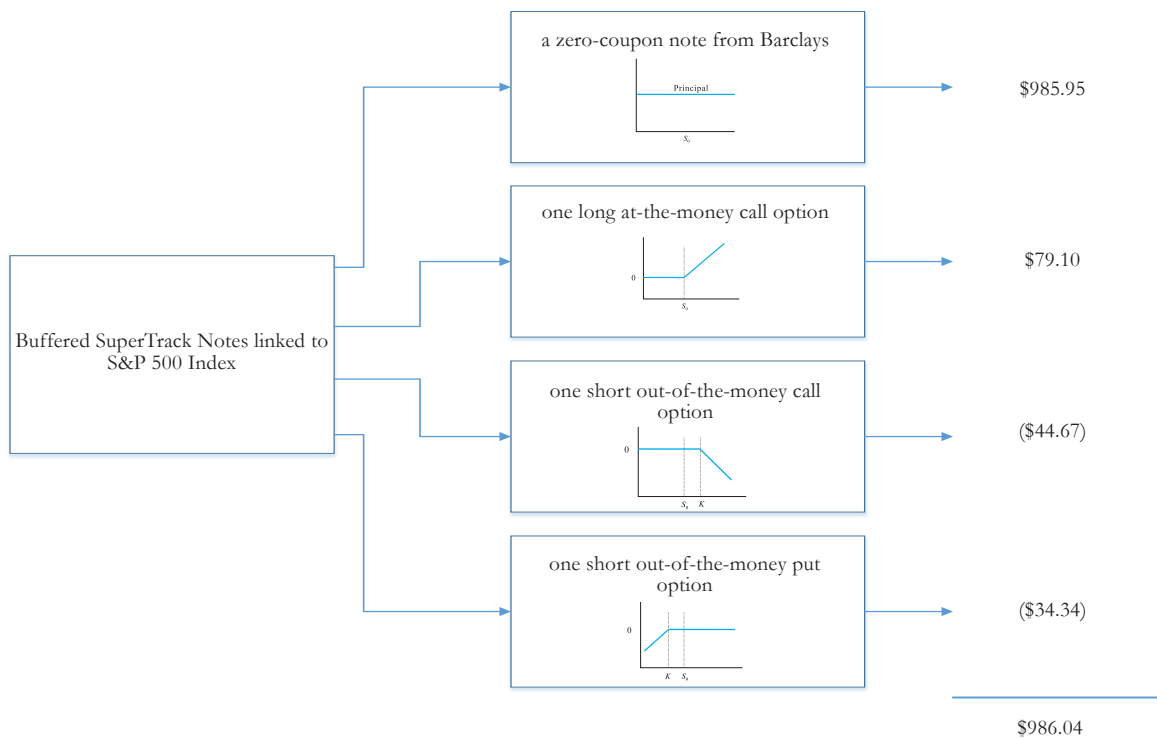 a zero-coupon note from Barclays
Principal
S₀
$985.95
one long at-the-money call option
0
S₀
$79.10
Buffered SuperTrack Notes linked to
S&P 500 Index
one short out-of-the-money call
option
0
S₀ K
($44.67)
one short out-of-the-money put
option
0
K S₀
($34.34)
$986.04